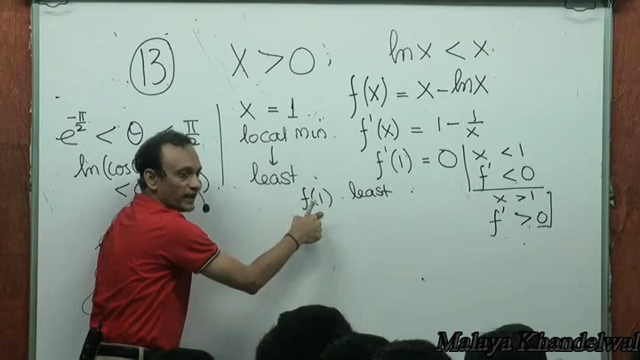 13
x > 0 ; ln x < x.
e^{-π/2} < θ < π/2
ln(cos
<
x = 1
local min.
↓
least
f(1) least
f(x) = x - ln x
f'(x) = 1 - 1/x
f'(1) = 0
x < 1
f' < 0
x > 1
f' > 0
Malaya Khandelwal